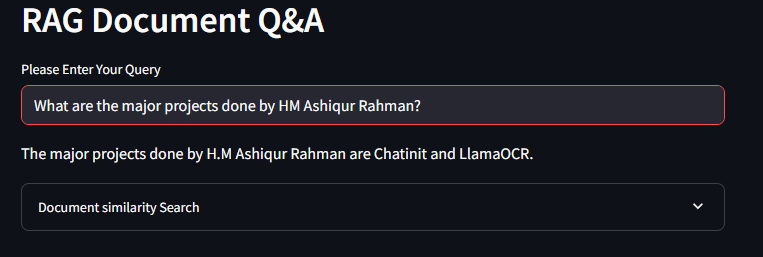 RAG Document Q&A
Please Enter Your Query
What are the major projects done by HM Ashiqur Rahman?
The major projects done by H.M Ashiqur Rahman are Chatinit and LlamaOCR.
Document similarity Search